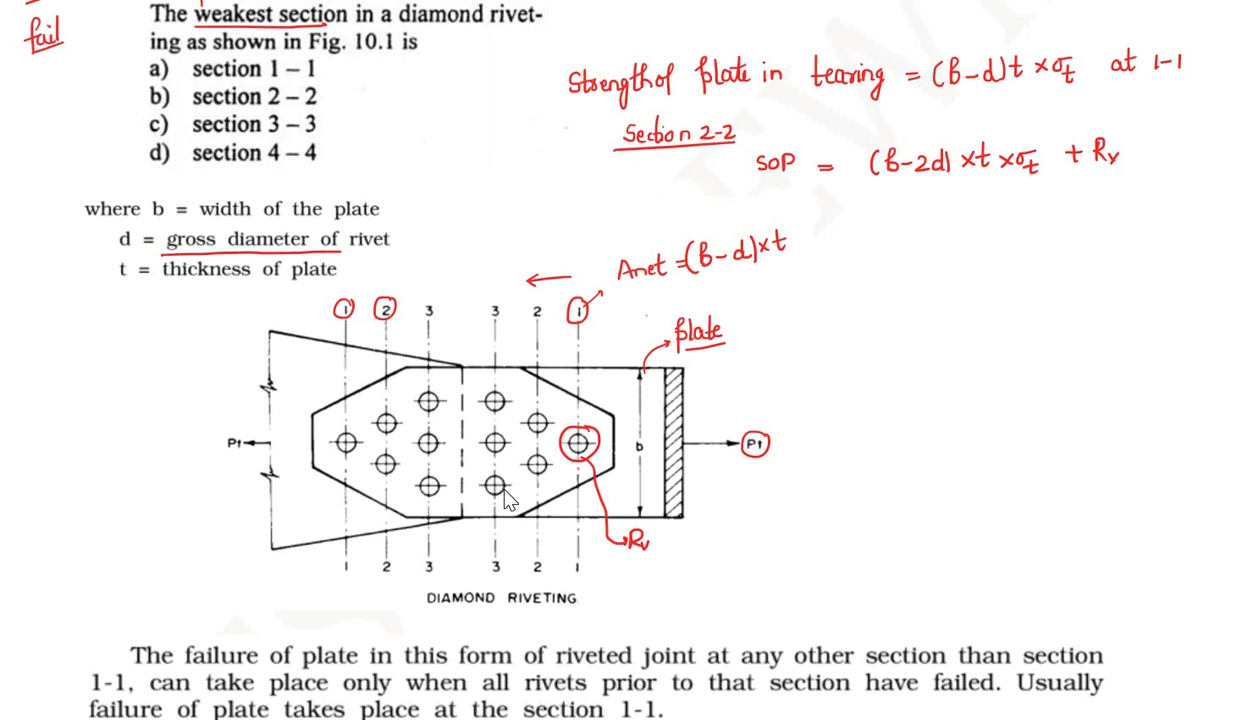 fail
The weakest section in a diamond rivet-
ing as shown in Fig. 10.1 is
a) section 1 – 1
b) section 2 – 2
c) section 3 – 3
d) section 4 – 4
Strength of plate in tearing = (b-d)t × σt at 1-1
Section 2-2
SOP = (b-2d) × t × σt + Rv
where b = width of the plate
d = gross diameter of rivet
t = thickness of plate
Anet = (b-d)×t
1 2 3 3 2 1
plate
Pt b Pt
Rv
1 2 3 3 2 1
DIAMOND RIVETING
The failure of plate in this form of riveted joint at any other section than section
1-1, can take place only when all rivets prior to that section have failed. Usually
failure of plate takes place at the section 1-1.